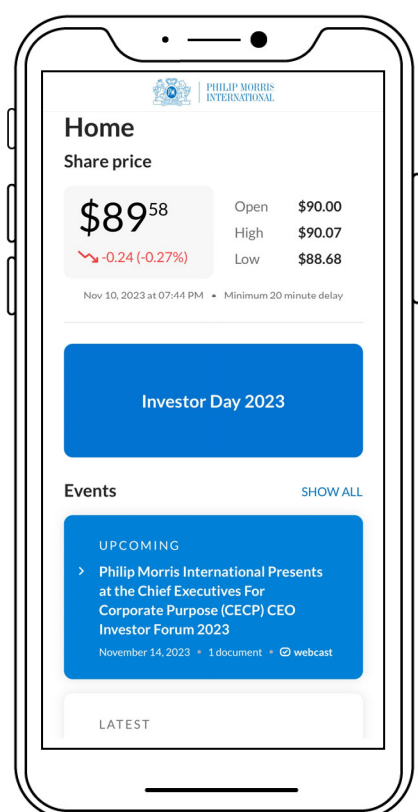 PM
PHILIP MORRIS
INTERNATIONAL
Home
Share price
$89.58
-0.24 (-0.27%)
Open $90.00
High $90.07
Low $88.68
Nov 10, 2023 at 07:44 PM • Minimum 20 minute delay
Investor Day 2023
Events SHOW ALL
UPCOMING
Philip Morris International Presents
at the Chief Executives For
Corporate Purpose (CECP) CEO
Investor Forum 2023
November 14, 2023 • 1 document • webcast
LATEST